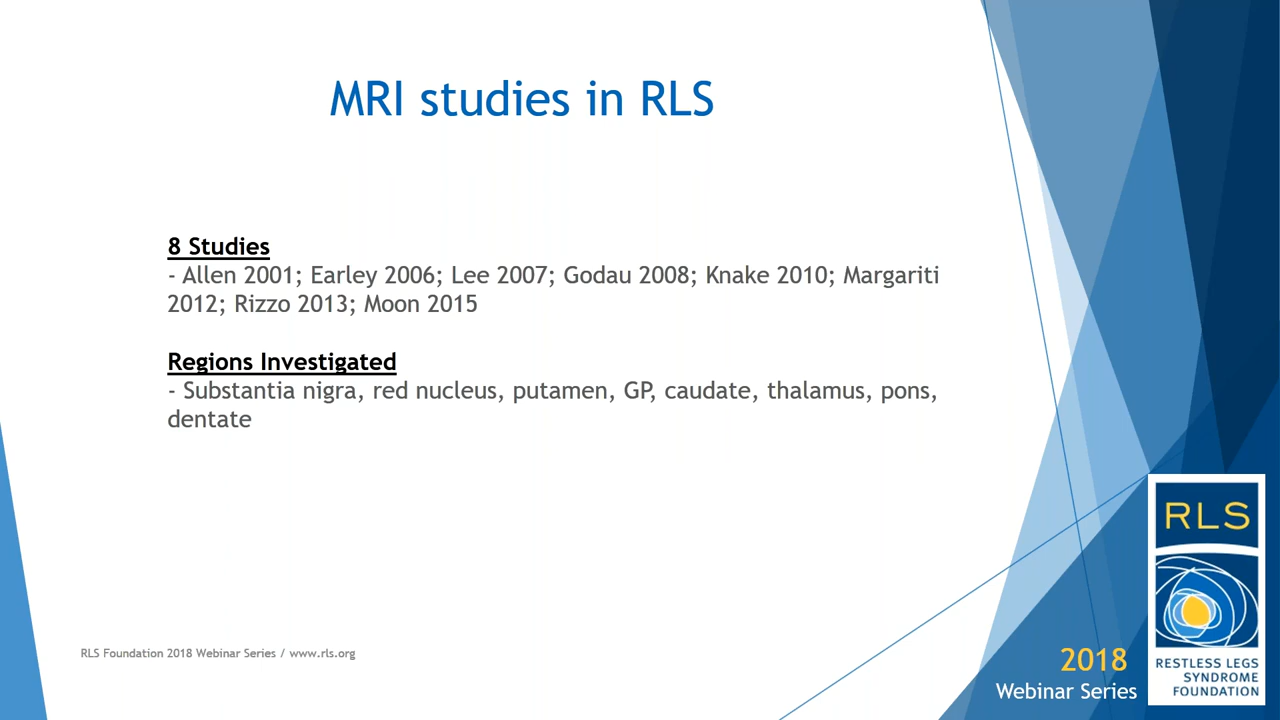 MRI studies in RLS
8 Studies
- Allen 2001; Earley 2006; Lee 2007; Godau 2008; Knake 2010; Margariti
2012; Rizzo 2013; Moon 2015
Regions Investigated
- Substantia nigra, red nucleus, putamen, GP, caudate, thalamus, pons,
dentate
RLS Foundation 2018 Webinar Series / www.rls.org
2018
Webinar Series
RLS
RESTLESS LEGS
SYNDROME
FOUNDATION